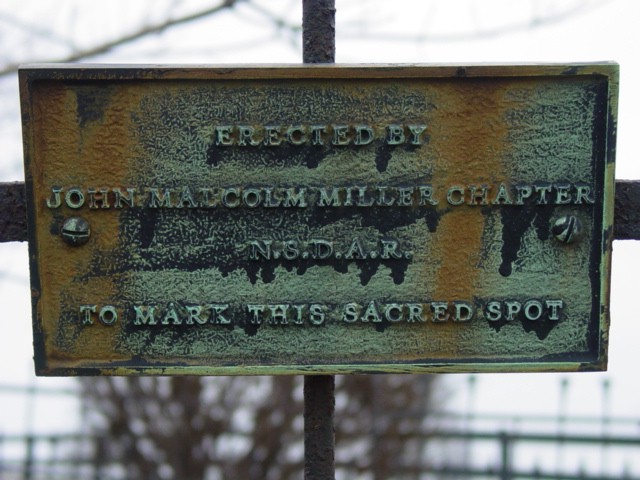 ERECTED BY
JOHN MALCOLM MILLER CHAPTER
N.S.D.A.R.
TO MARK THIS SACRED SPOT